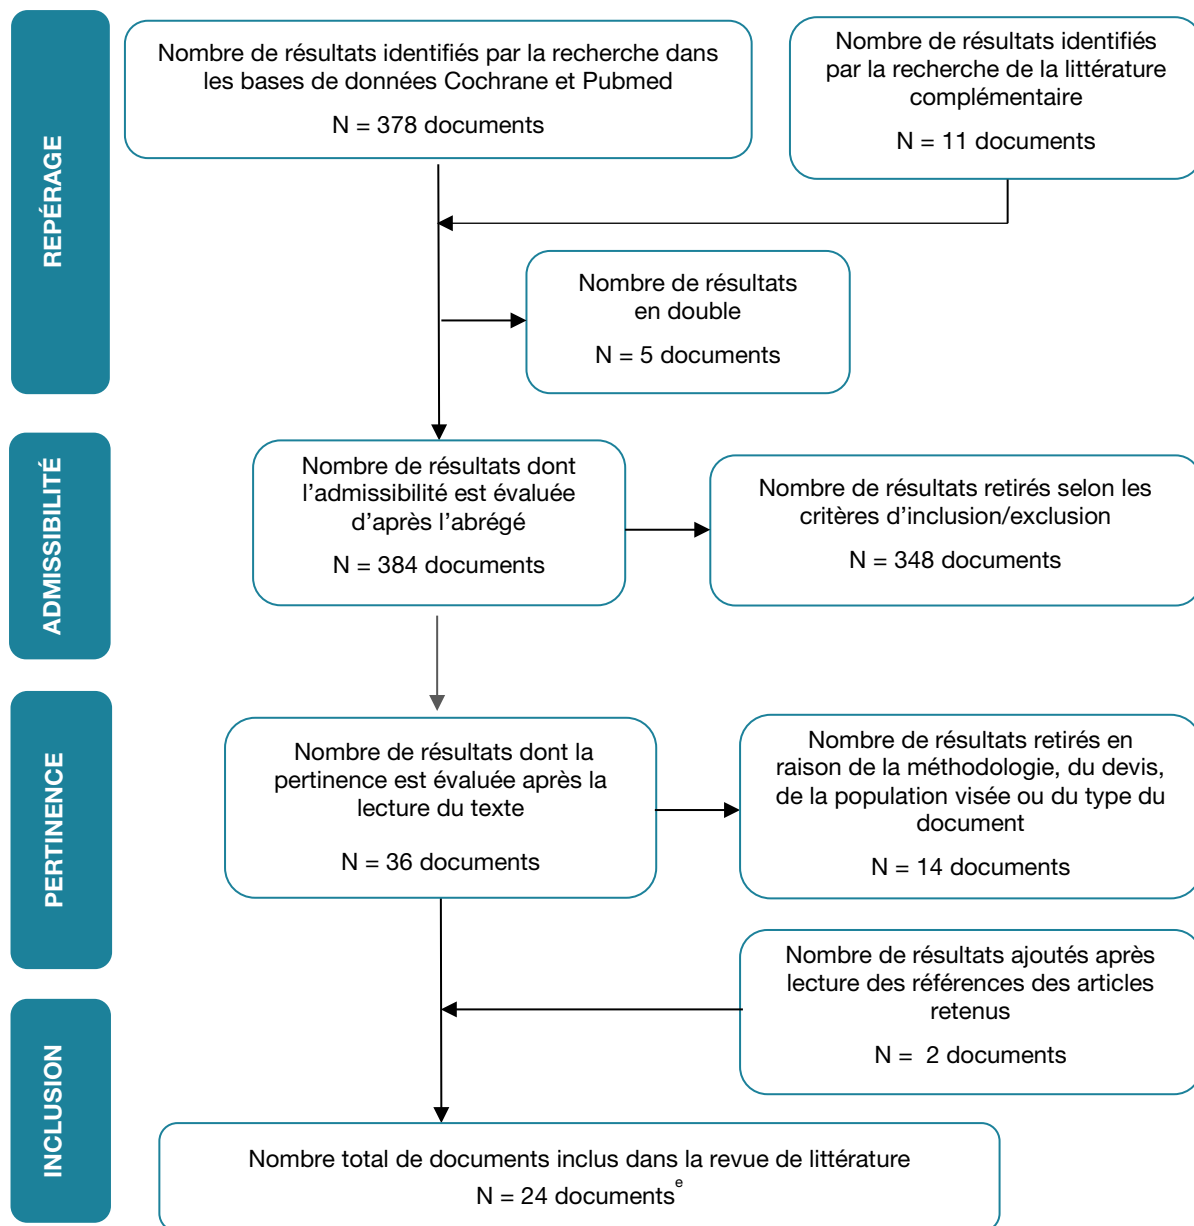 REPÉRAGE
Nombre de résultats identifiés par la recherche dans
les bases de données Cochrane et Pubmed
N = 378 documents
Nombre de résultats identifiés
par la recherche de la littérature
complémentaire
N = 11 documents
Nombre de résultats
en double
N = 5 documents
ADMISSIBILITÉ
Nombre de résultats dont
l'admissibilité est évaluée
d'après l'abrégé
N = 384 documents
Nombre de résultats retirés selon les
critères d'inclusion/exclusion
N = 348 documents
PERTINENCE
Nombre de résultats dont la
pertinence est évaluée après la
lecture du texte
N = 36 documents
Nombre de résultats retirés en
raison de la méthodologie, du devis,
de la population visée ou du type du
document
N = 14 documents
Nombre de résultats ajoutés après
lecture des références des articles
retenus
N =  2 documents
INCLUSION
Nombre total de documents inclus dans la revue de littérature
N = 24 documents e